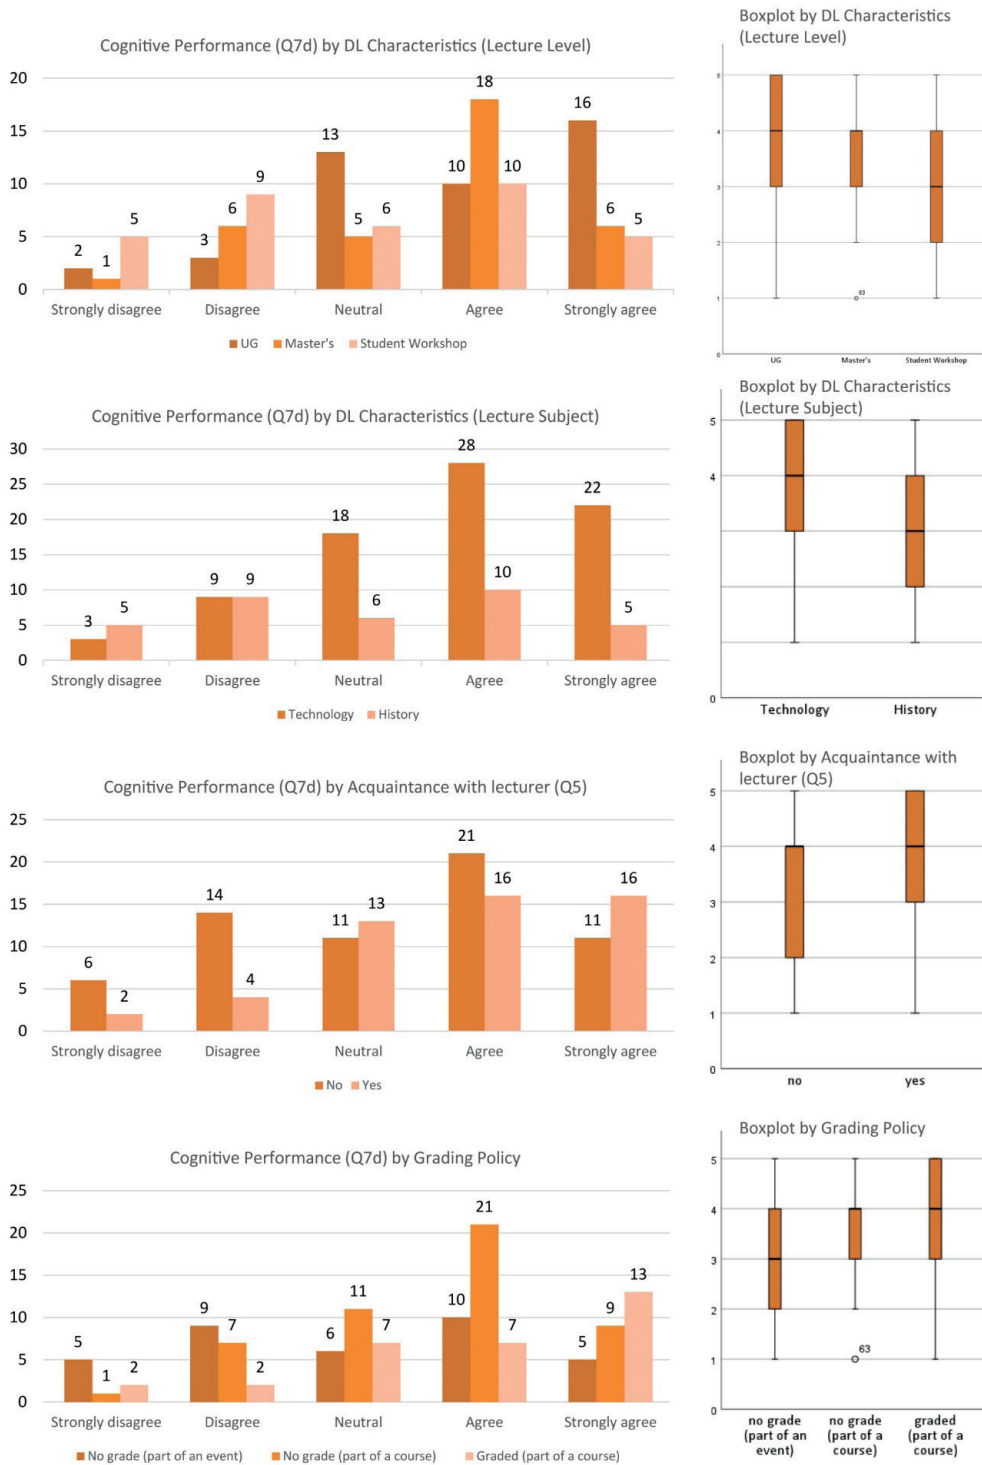 Cognitive Performance (Q7d) by DL Characteristics (Lecture Level)
20
15
10
5
0
2
1
5
3
6
9
13
5
6
10
18
10
16
6
5
Strongly disagree
Disagree
Neutral
Agree
Strongly agree
UG
Master's
Student Workshop
Boxplot by DL Characteristics
(Lecture Level)
5
4
3
2
1
0
63
UG
Master's
Student Workshop
Cognitive Performance (Q7d) by DL Characteristics (Lecture Subject)
30
25
20
15
10
5
0
3
5
9
9
18
6
28
10
22
5
Strongly disagree
Disagree
Neutral
Agree
Strongly agree
Technology
History
Boxplot by DL Characteristics
(Lecture Subject)
5
4
0
Technology
History
Cognitive Performance (Q7d) by Acquaintance with lecturer (Q5)
25
20
15
10
5
0
6
2
14
4
11
13
21
16
11
16
Strongly disagree
Disagree
Neutral
Agree
Strongly agree
No
Yes
Boxplot by Acquaintance with
lecturer (Q5)
5
4
3
2
1
0
no
yes
Cognitive Performance (Q7d) by Grading Policy
25
20
15
10
5
0
5
1
2
9
7
2
6
11
7
10
21
7
5
9
13
Strongly disagree
Disagree
Neutral
Agree
Strongly agree
No grade (part of an event)
No grade (part of a course)
Graded (part of a course)
Boxplot by Grading Policy
5
4
3
2
1
0
63
no grade
(part of an
event)
no grade
(part of a
course)
graded
(part of a
course)